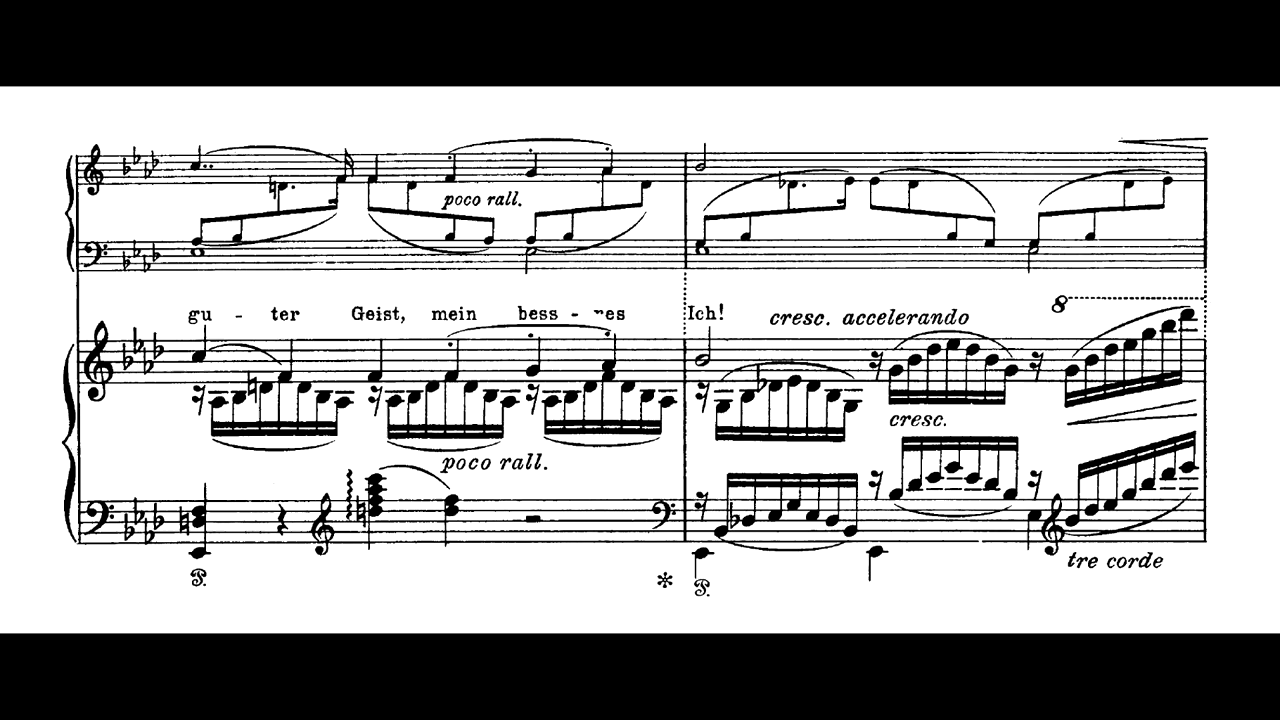 poco rall.
gu - ter Geist, mein bess - res Ich!
cresc. accelerando
8
cresc.
poco rall.
tre corde
P. * P.